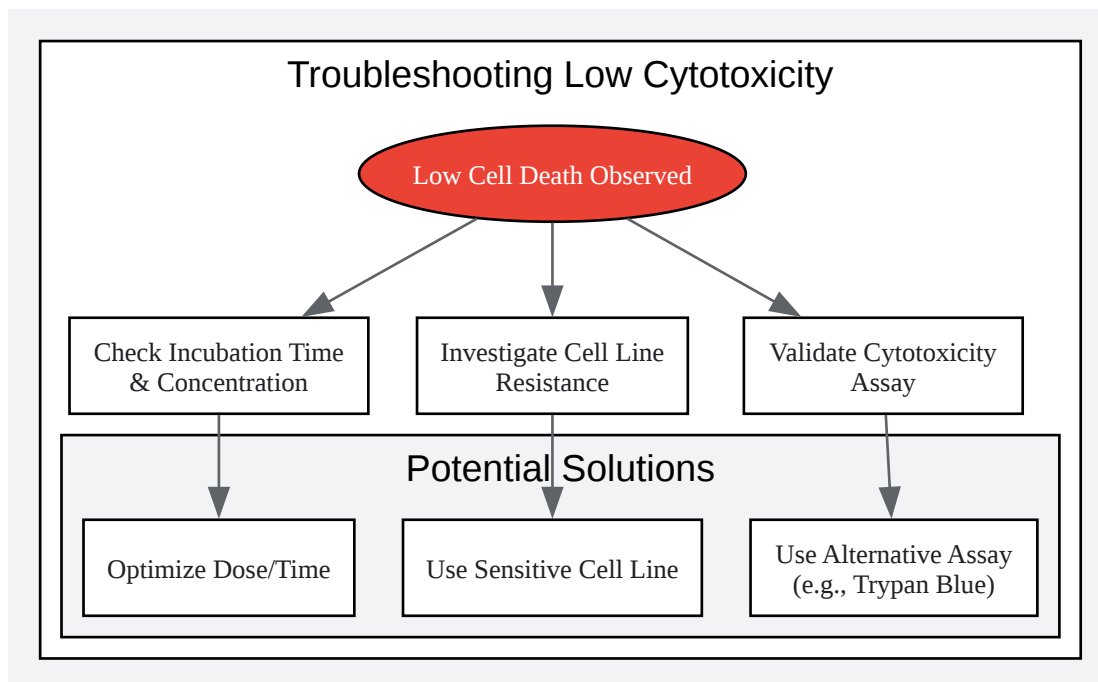 Troubleshooting Low Cytotoxicity
Low Cell Death Observed
Check Incubation Time
& Concentration
Investigate Cell Line
Resistance
Validate Cytotoxicity
Assay
Potential Solutions
Optimize Dose/Time
Use Sensitive Cell Line
Use Alternative Assay
(e.g., Trypan Blue)